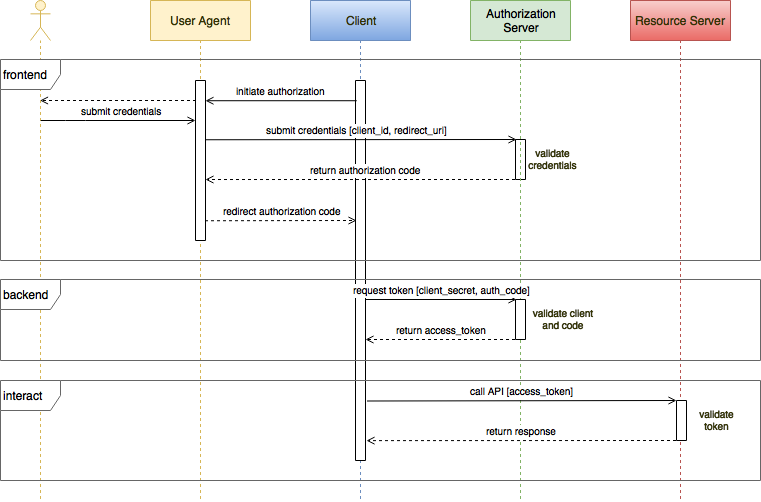 User Agent
Client
Authorization
Server
Resource Server
frontend
initiate authorization
submit credentials
submit credentials [client_id, redirect_uri]
validate
credentials
return authorization code
redirect authorization code
backend
request token [client_secret, auth_code]
validate client
and code
return access_token
interact
call API [access_token]
validate
token
return response